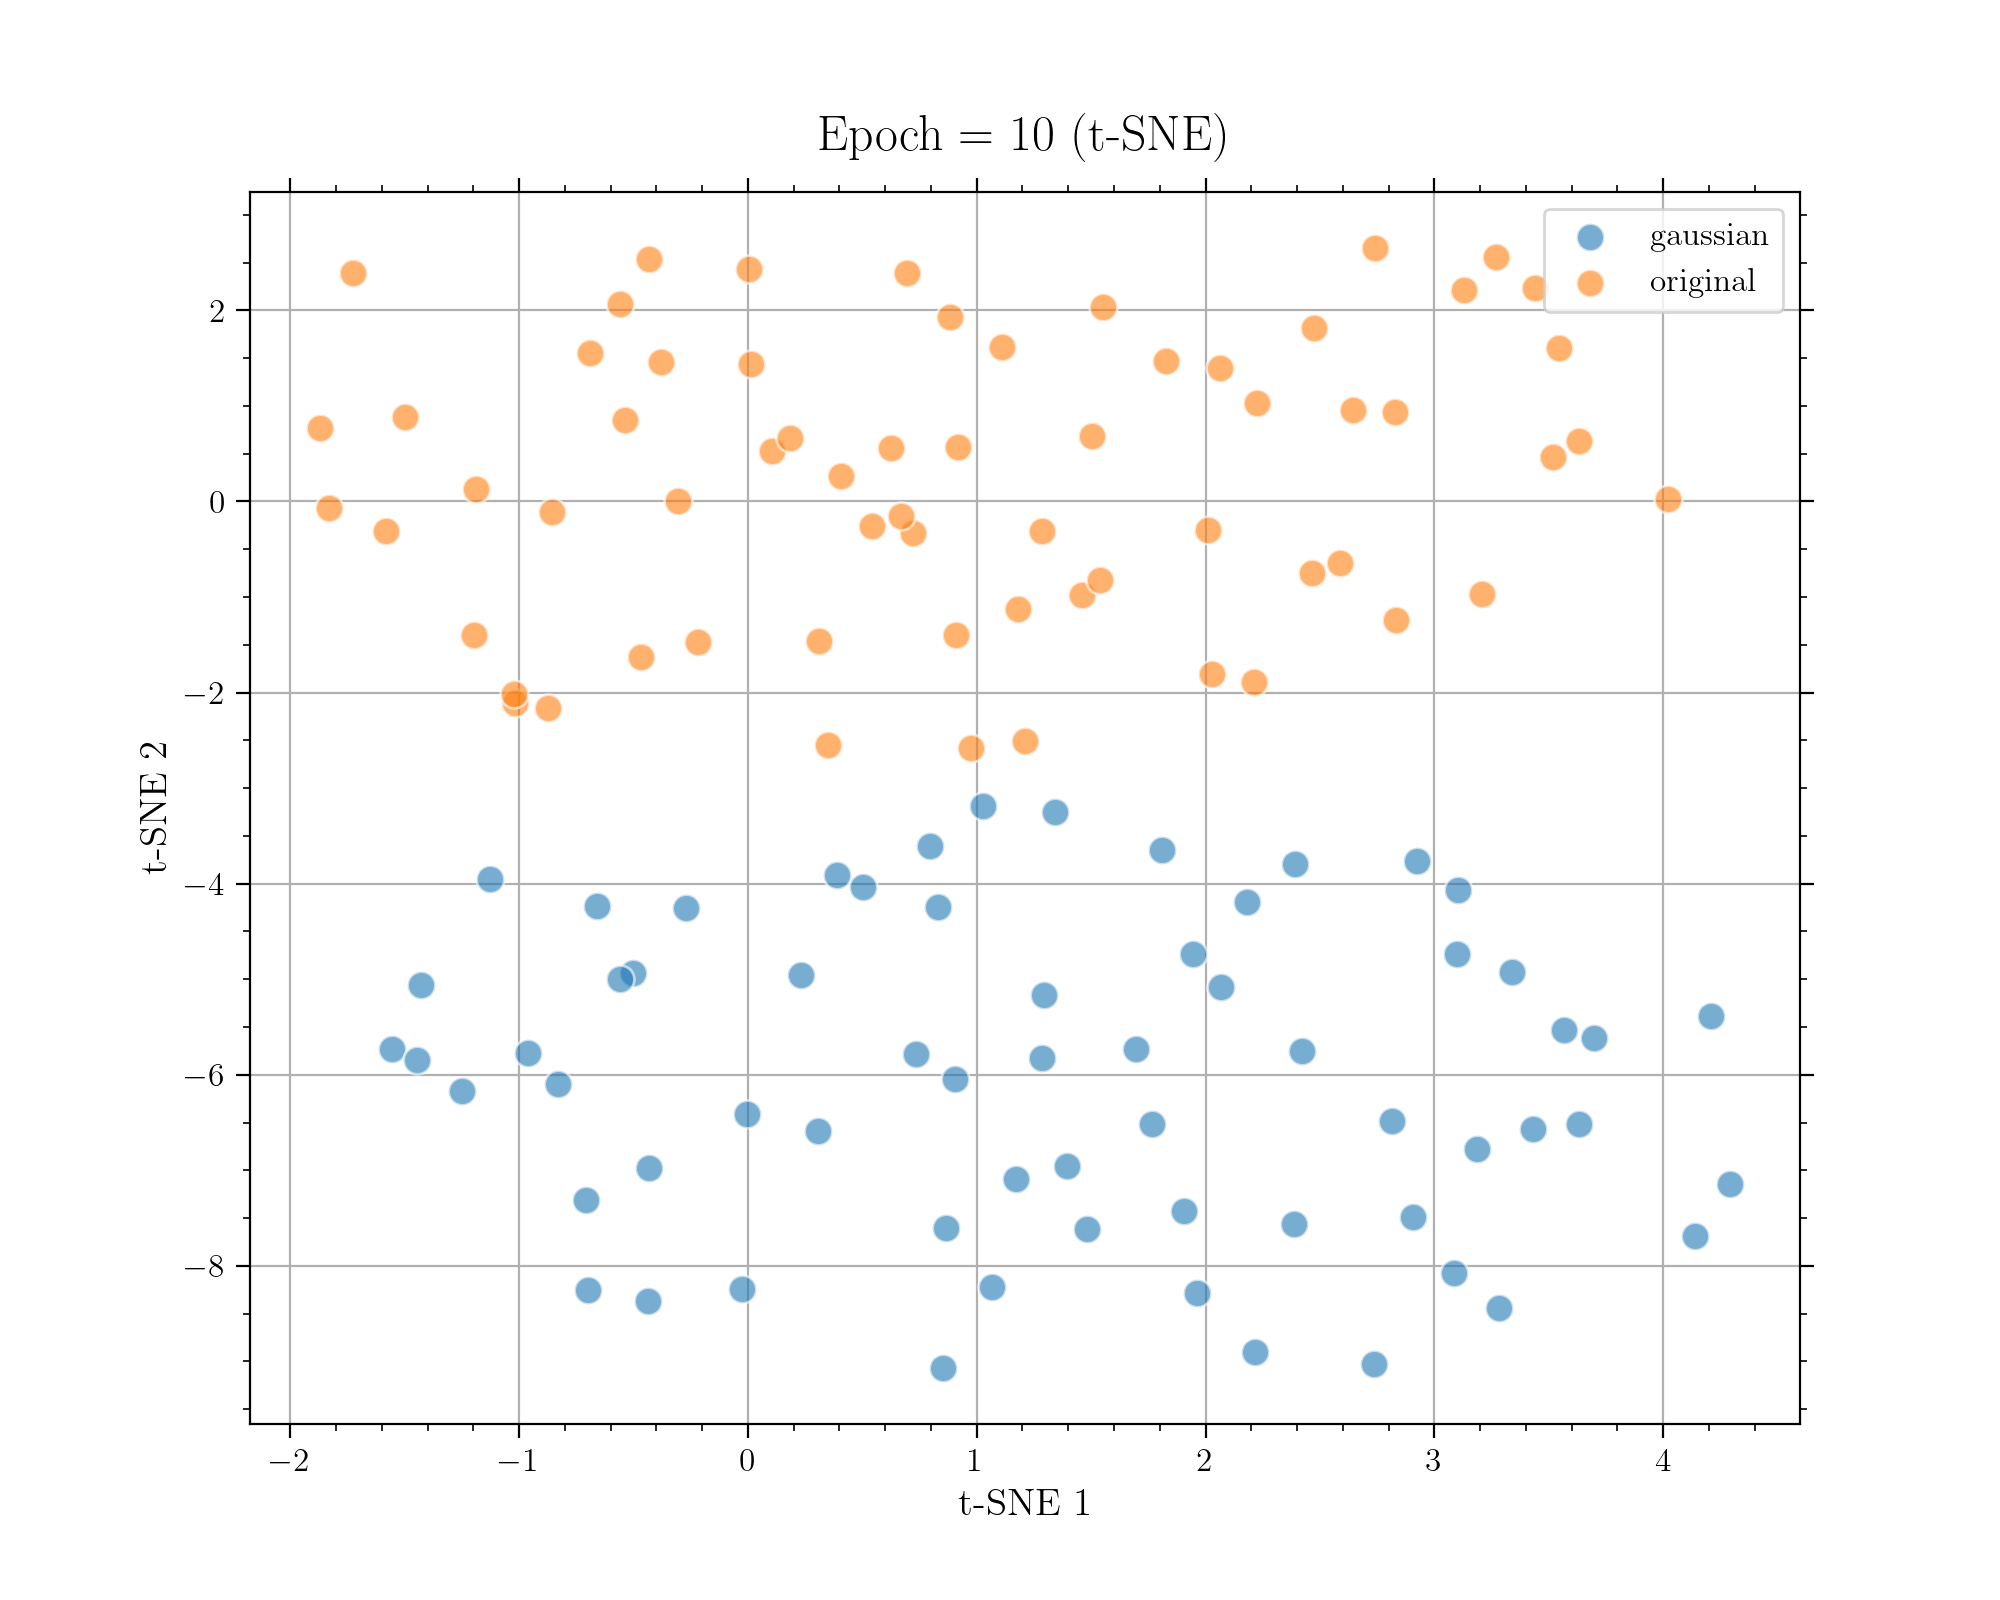 Epoch = 10 (t-SNE)
gaussian
original
2
0
−2
−4
−6
−8
t-SNE 2
−2 −1 0 1 2 3 4
t-SNE 1